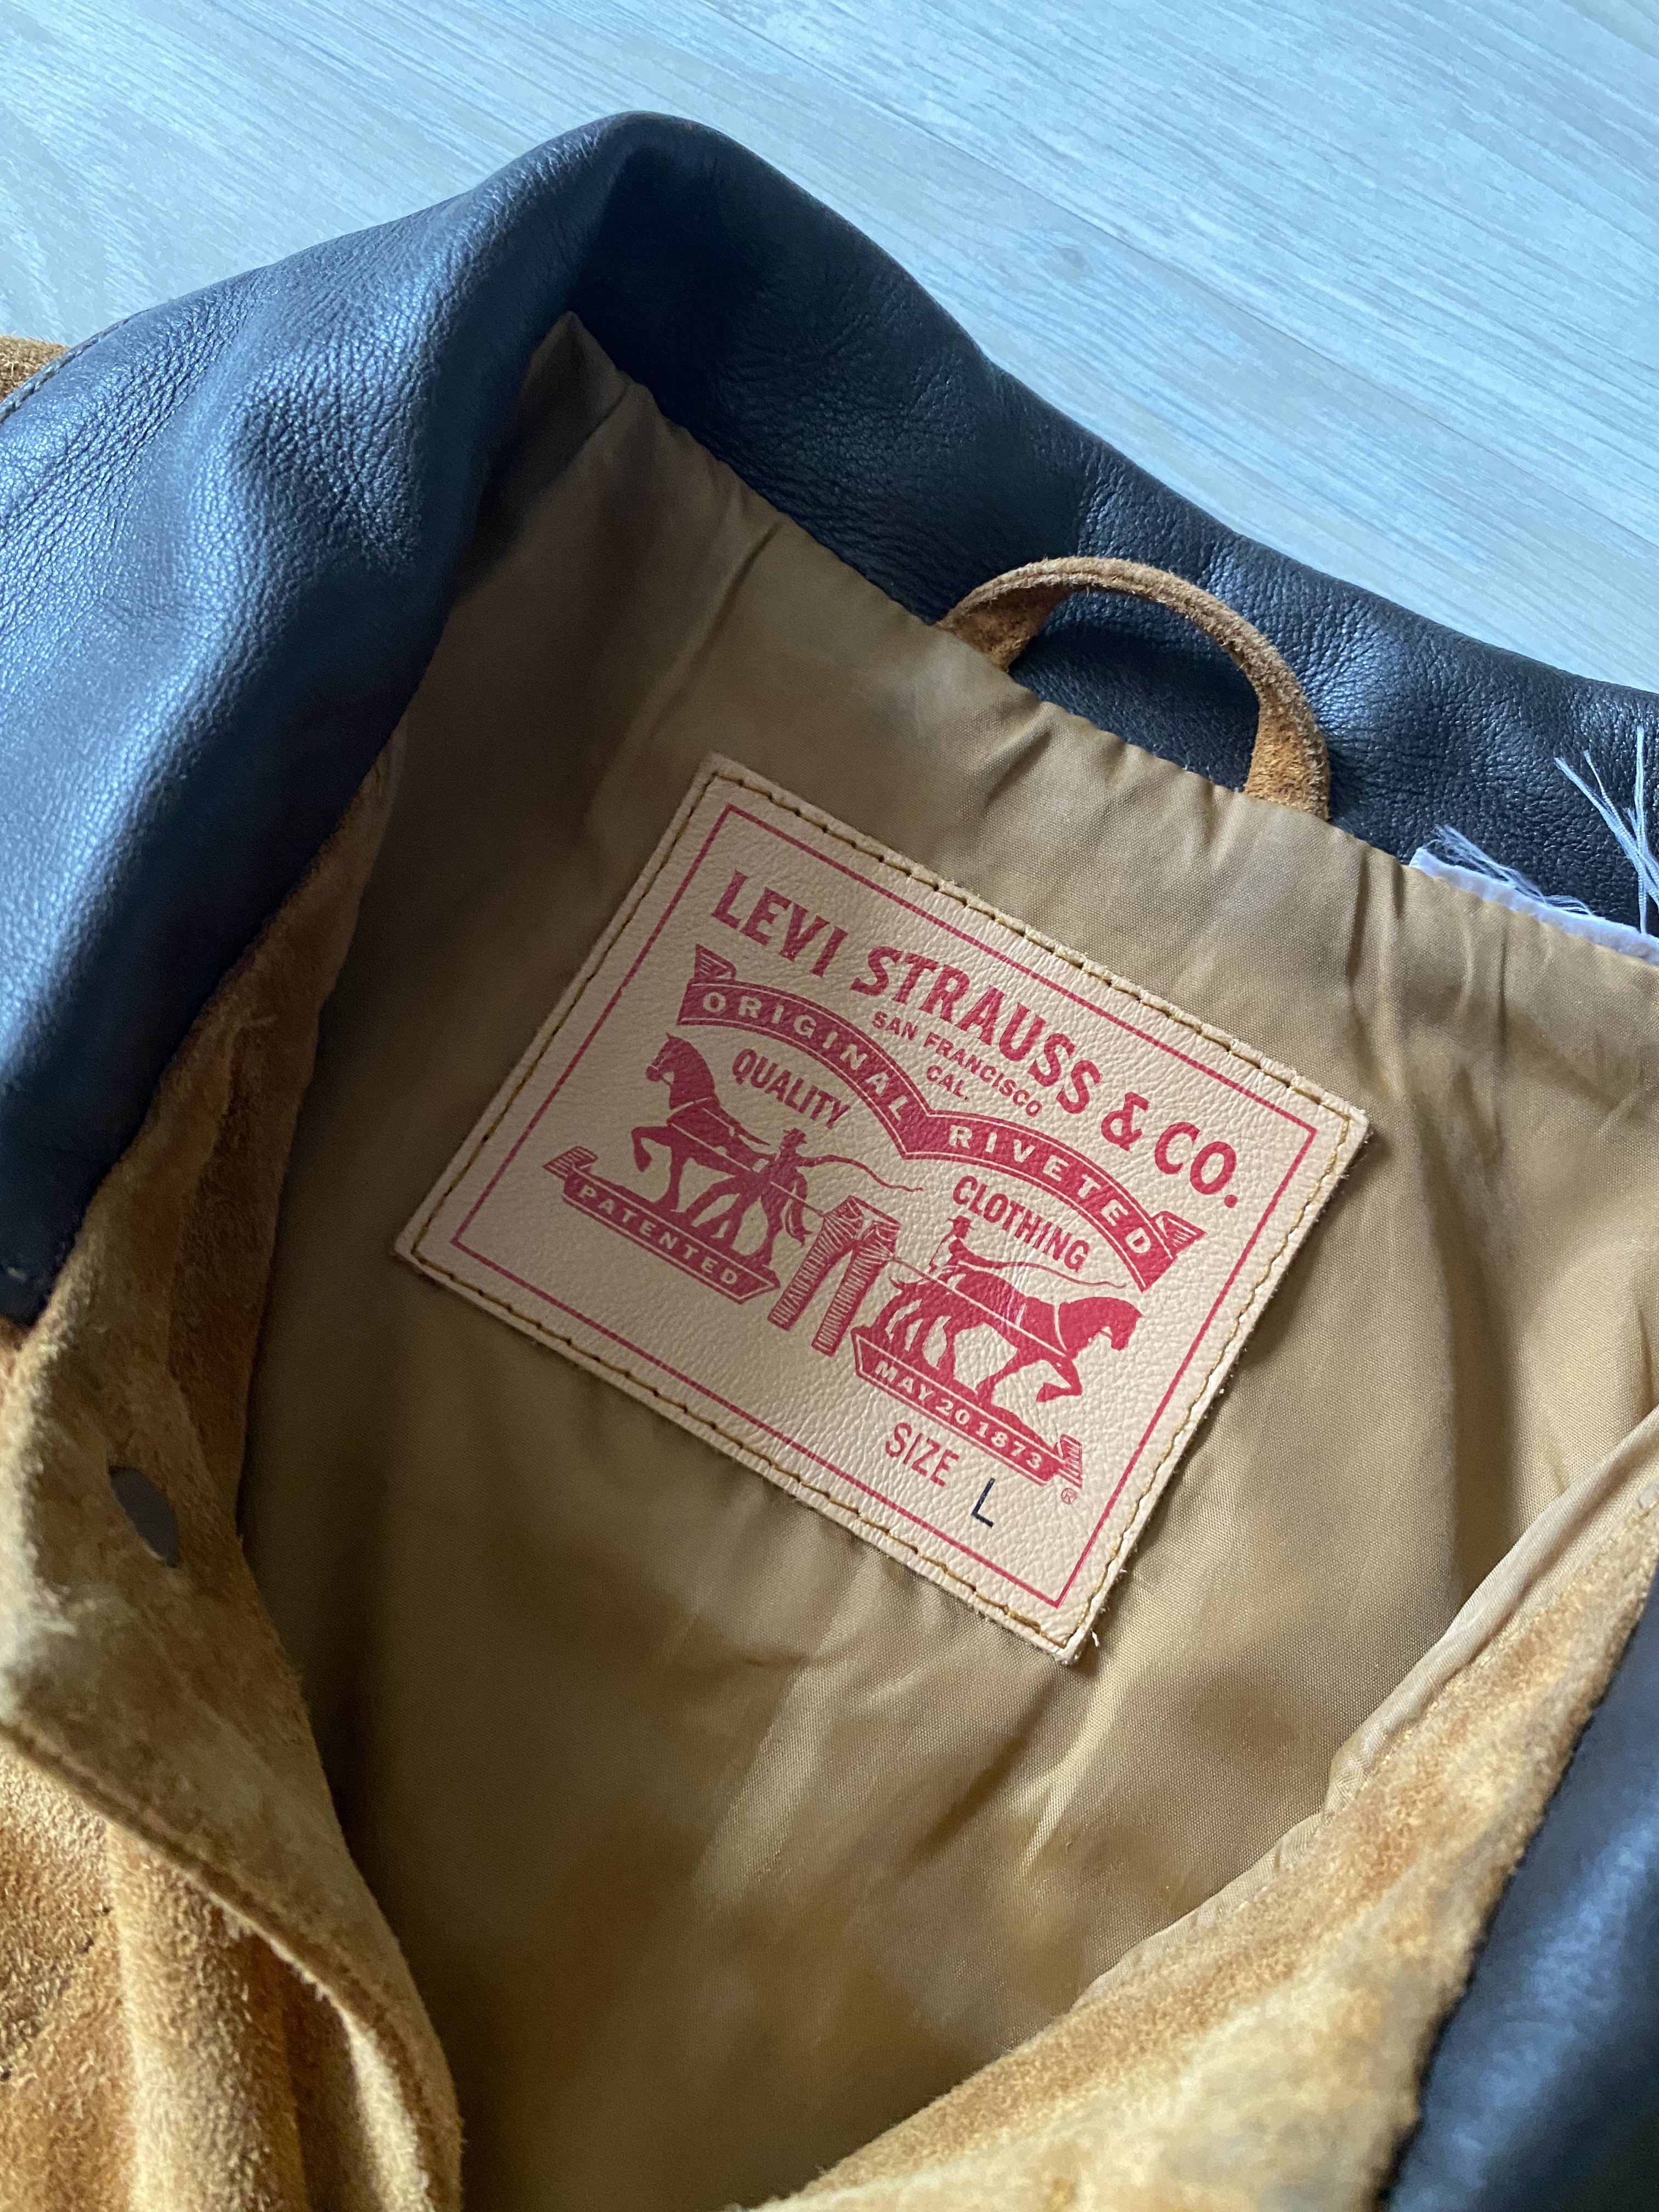 LEVI STRAUSS & CO.
SAN FRANCISCO
CAL.
ORIGINAL RIVETED
QUALITY CLOTHING
PATENTED
MAY 20 1873
®
SIZE L